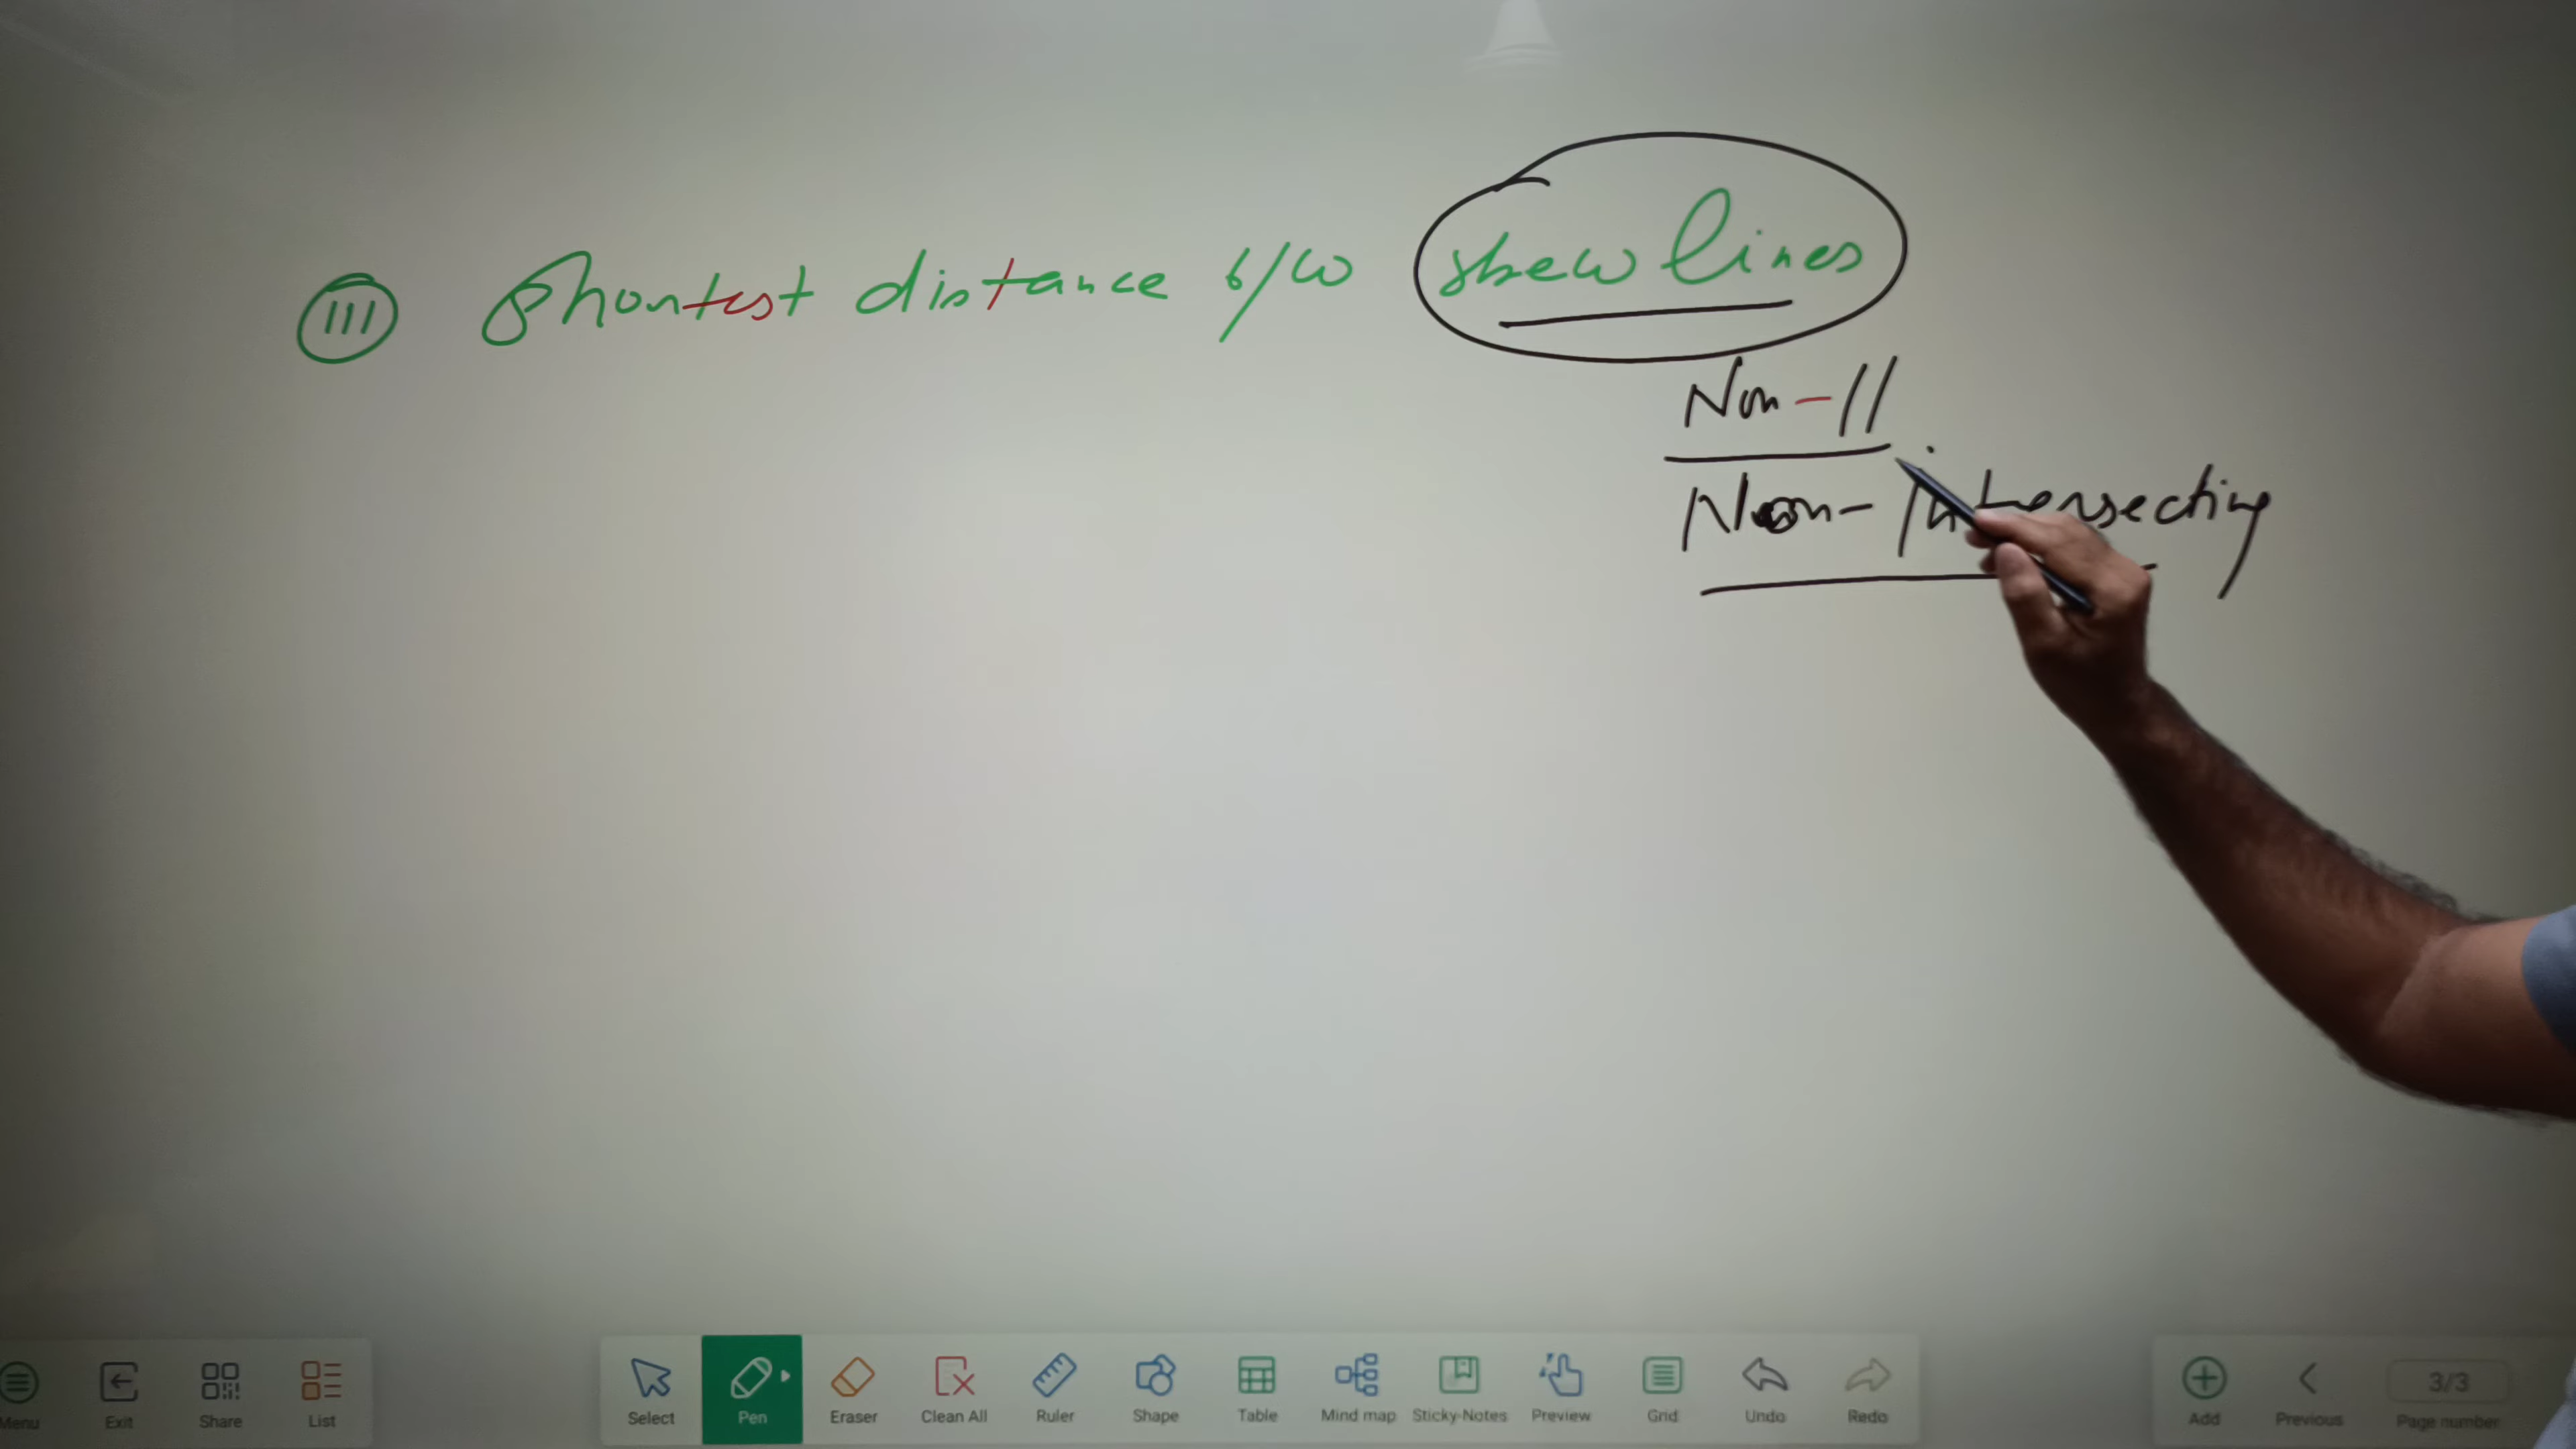 III Shortest distance b/w skew lines
Non-//
Non-Intersecting
Menu Exit Share List Select Pen Eraser Clean All Ruler Shape Table Mind map Sticky-Notes Preview Grid Undo Redo Add Previous 3/3 Page number